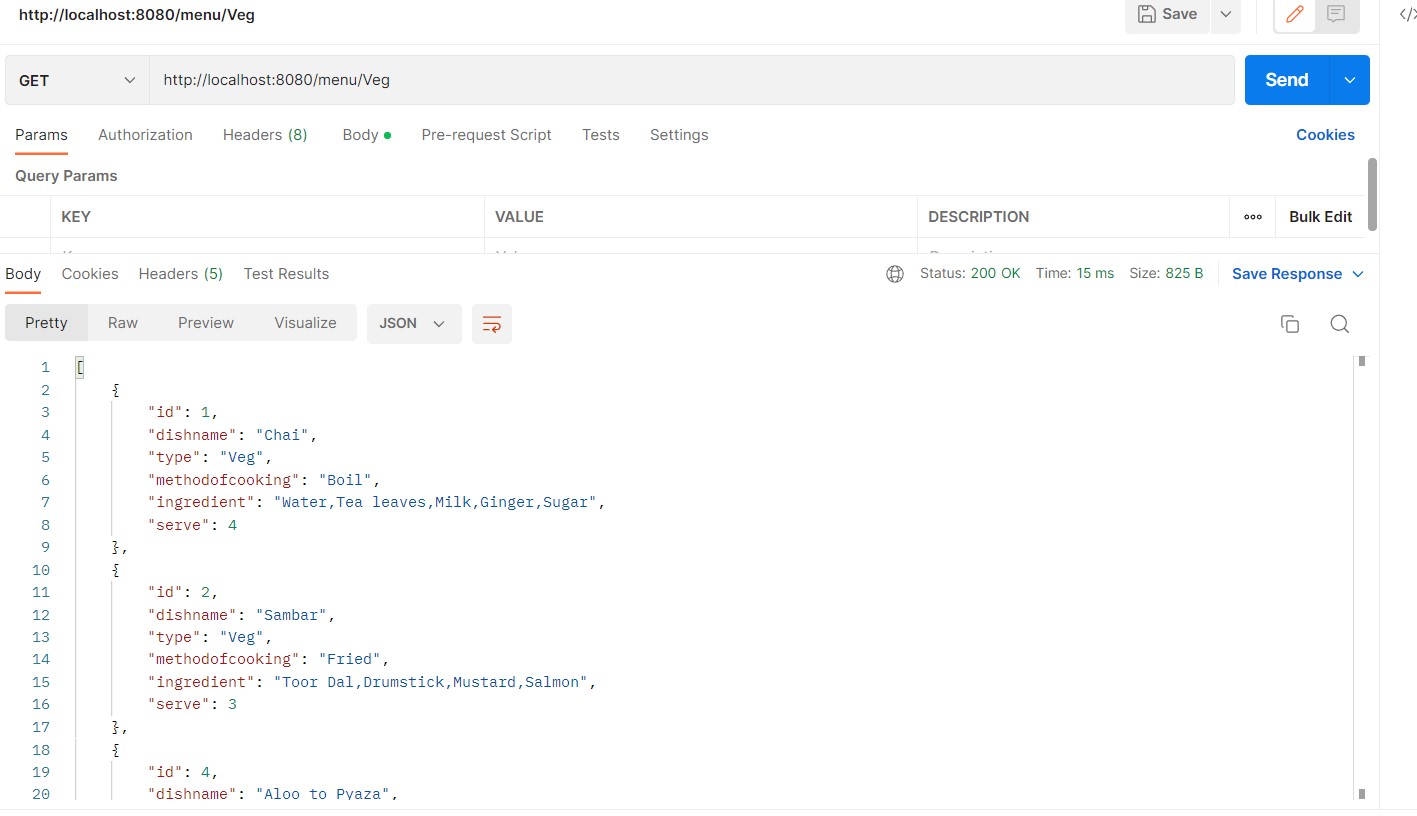 http://localhost:8080/menu/Veg
Save
</>
GET
http://localhost:8080/menu/Veg
Send
Params Authorization Headers (8) Body Pre-request Script Tests Settings Cookies
Query Params
KEY VALUE DESCRIPTION Bulk Edit
Body Cookies Headers (5) Test Results Status: 200 OK Time: 15 ms Size: 825 B Save Response
Pretty Raw Preview Visualize JSON
1 [
2 {
3 "id": 1,
4 "dishname": "Chai",
5 "type": "Veg",
6 "methodofcooking": "Boil",
7 "ingredient": "Water,Tea leaves,Milk,Ginger,Sugar",
8 "serve": 4
9 },
10 {
11 "id": 2,
12 "dishname": "Sambar",
13 "type": "Veg",
14 "methodofcooking": "Fried",
15 "ingredient": "Toor Dal,Drumstick,Mustard,Salmon",
16 "serve": 3
17 },
18 {
19 "id": 4,
20 "dishname": "Aloo to Pyaza",